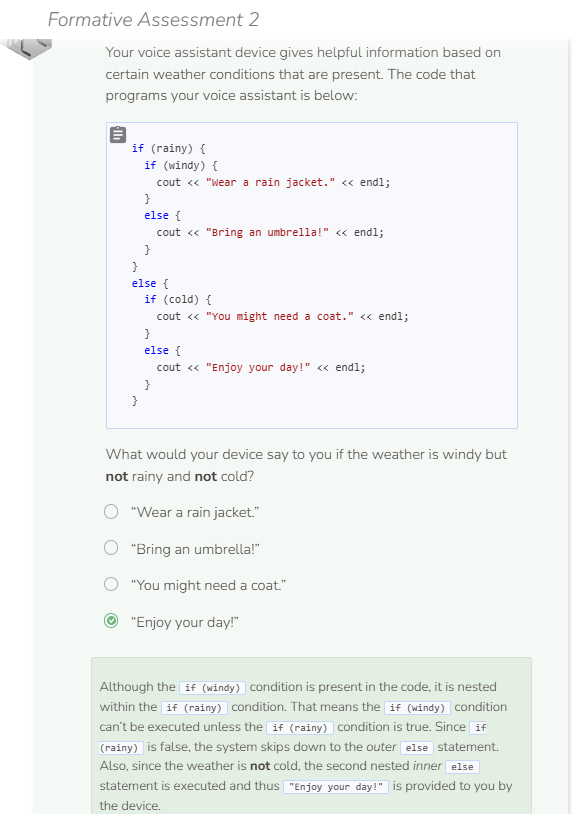 Formative Assessment 2
Your voice assistant device gives helpful information based on
certain weather conditions that are present. The code that
programs your voice assistant is below:
if (rainy) {
  if (windy) {
    cout << "Wear a rain jacket." << endl;
  }
  else {
    cout << "Bring an umbrella!" << endl;
  }
}
else {
  if (cold) {
    cout << "You might need a coat." << endl;
  }
  else {
    cout << "Enjoy your day!" << endl;
  }
}
What would your device say to you if the weather is windy but
not rainy and not cold?
“Wear a rain jacket.”
“Bring an umbrella!”
“You might need a coat.”
“Enjoy your day!”
Although the if (windy) condition is present in the code, it is nested
within the if (rainy) condition. That means the if (windy) condition
can’t be executed unless the if (rainy) condition is true. Since if
(rainy) is false, the system skips down to the outer else statement.
Also, since the weather is not cold, the second nested inner else
statement is executed and thus "Enjoy your day!" is provided to you by
the device.